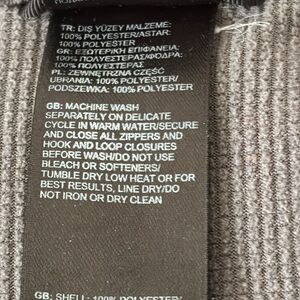 TR: DIŞ YÜZEY MALZEME:
100% POLYESTER/ASTAR:
100% POLYESTER
GR: ΕΞΩΤΕΡΙΚΗ ΕΠΙΦΑΝΕΙΑ:
100% ΠΟΛΥΕΣΤΕΡΑΣ/ΦΟΔΡΑ:
100% ΠΟΛΥΕΣΤΕΡΑΣ
PL: ZEWNĘTRZNA CZĘŚĆ
UBRANIA: 100% POLYESTER/
PODSZEWKA: 100% POLYESTER
GB: MACHINE WASH
SEPARATELY ON DELICATE
CYCLE IN WARM WATER/SECURE
AND CLOSE ALL ZIPPERS AND
HOOK AND LOOP CLOSURES
BEFORE WASH/DO NOT USE
BLEACH OR SOFTENERS/
TUMBLE DRY LOW HEAT OR FOR
BEST RESULTS, LINE DRY/DO
NOT IRON OR DRY CLEAN
GB: SHELL: 100% POLYESTER/